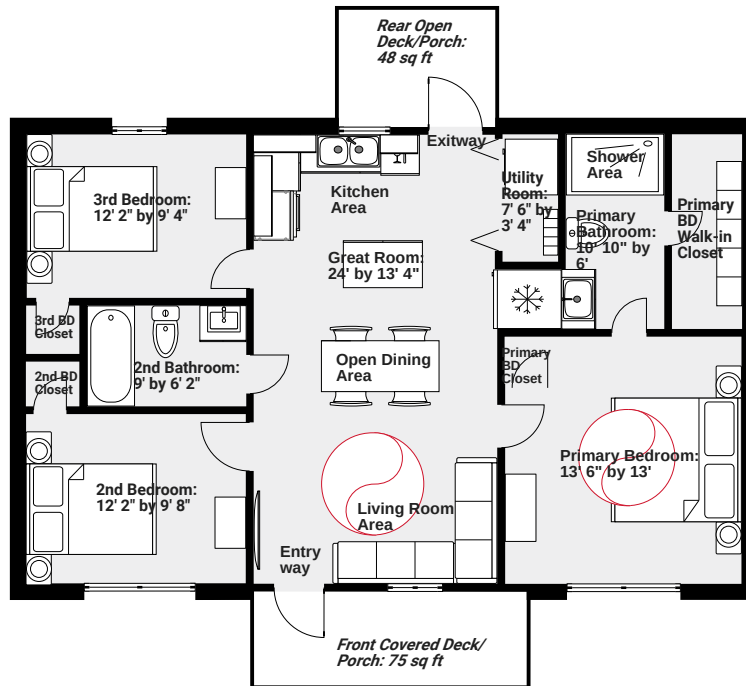 Rear Open
Deck/Porch:
48 sq ft
Exitway
Kitchen
Area
Utility
Room:
7' 6" by
3' 4"
Shower
Area
Primary
Bathroom:
10' 10" by
6'
Primary
BD
Walk-in
Closet
3rd Bedroom:
12' 2" by 9' 4"
Great Room:
24' by 13' 4"
3rd BD
Closet
2nd Bathroom:
9' by 6' 2"
2nd BD
Closet
Open Dining
Area
Primary
BD
Closet
2nd Bedroom:
12' 2" by 9' 8"
Primary Bedroom:
13' 6" by 13'
Living Room
Area
Entry
way
Front Covered Deck/
Porch: 75 sq ft